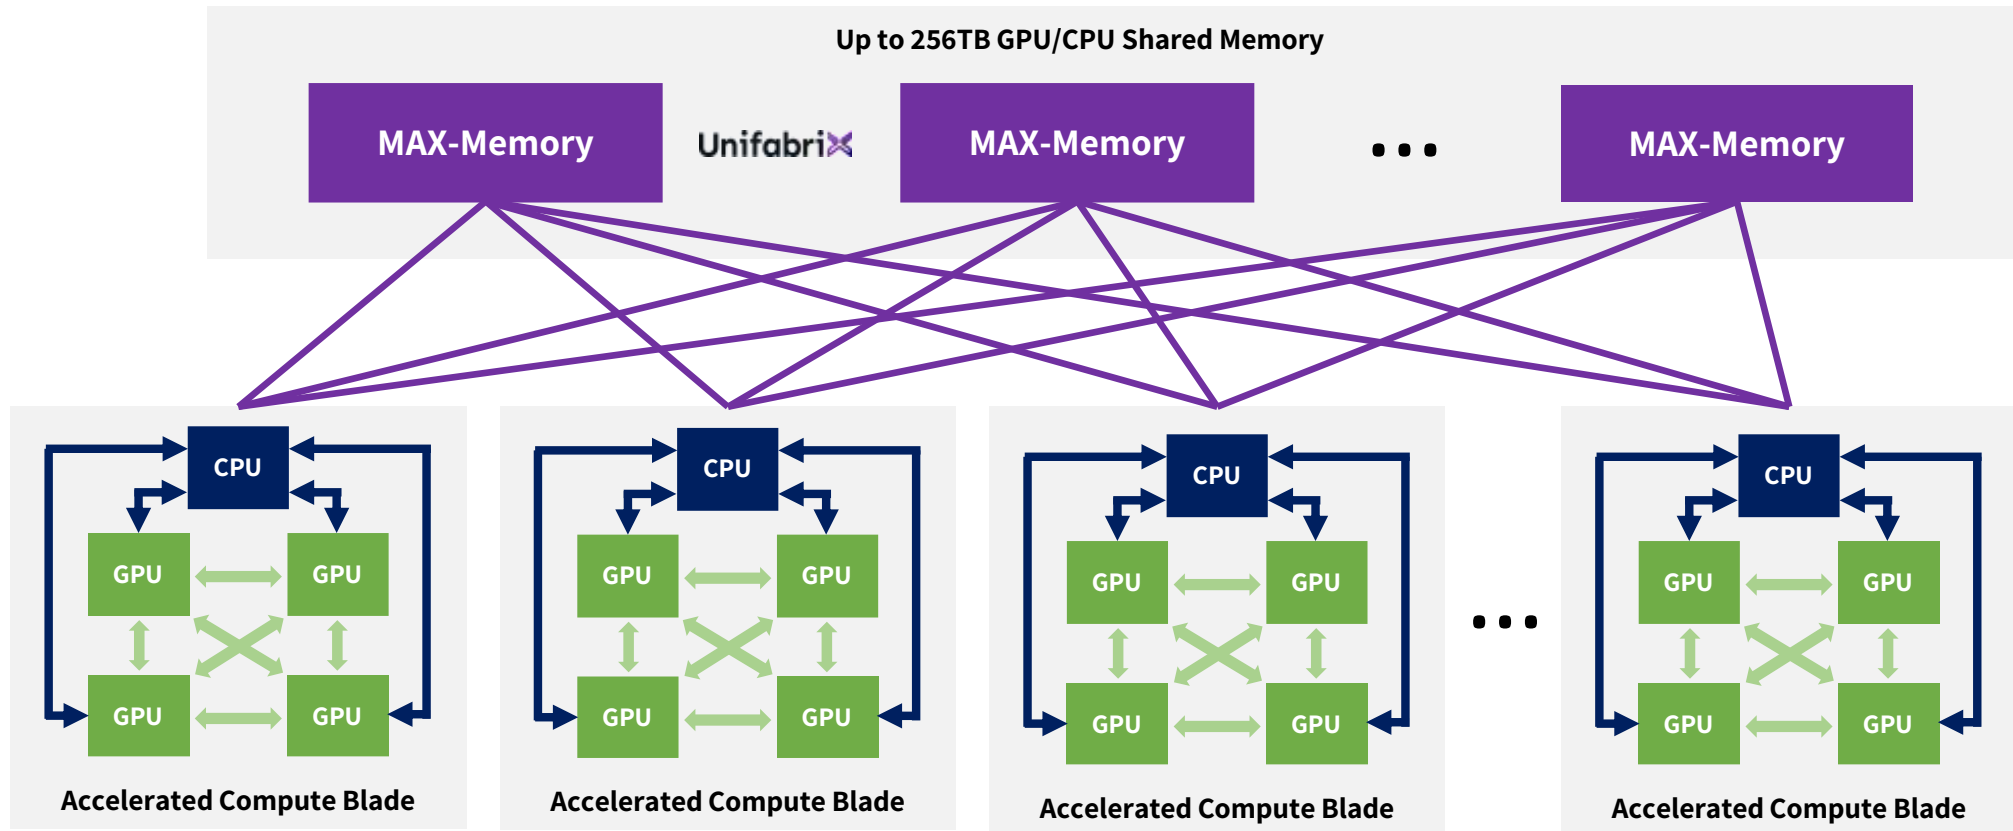 Up to 256TB GPU/CPU Shared Memory
MAX-Memory
UnifabriX
MAX-Memory
...
MAX-Memory
CPU
GPU
GPU
GPU
GPU
Accelerated Compute Blade
CPU
GPU
GPU
GPU
GPU
Accelerated Compute Blade
CPU
GPU
GPU
GPU
GPU
Accelerated Compute Blade
...
CPU
GPU
GPU
GPU
GPU
Accelerated Compute Blade